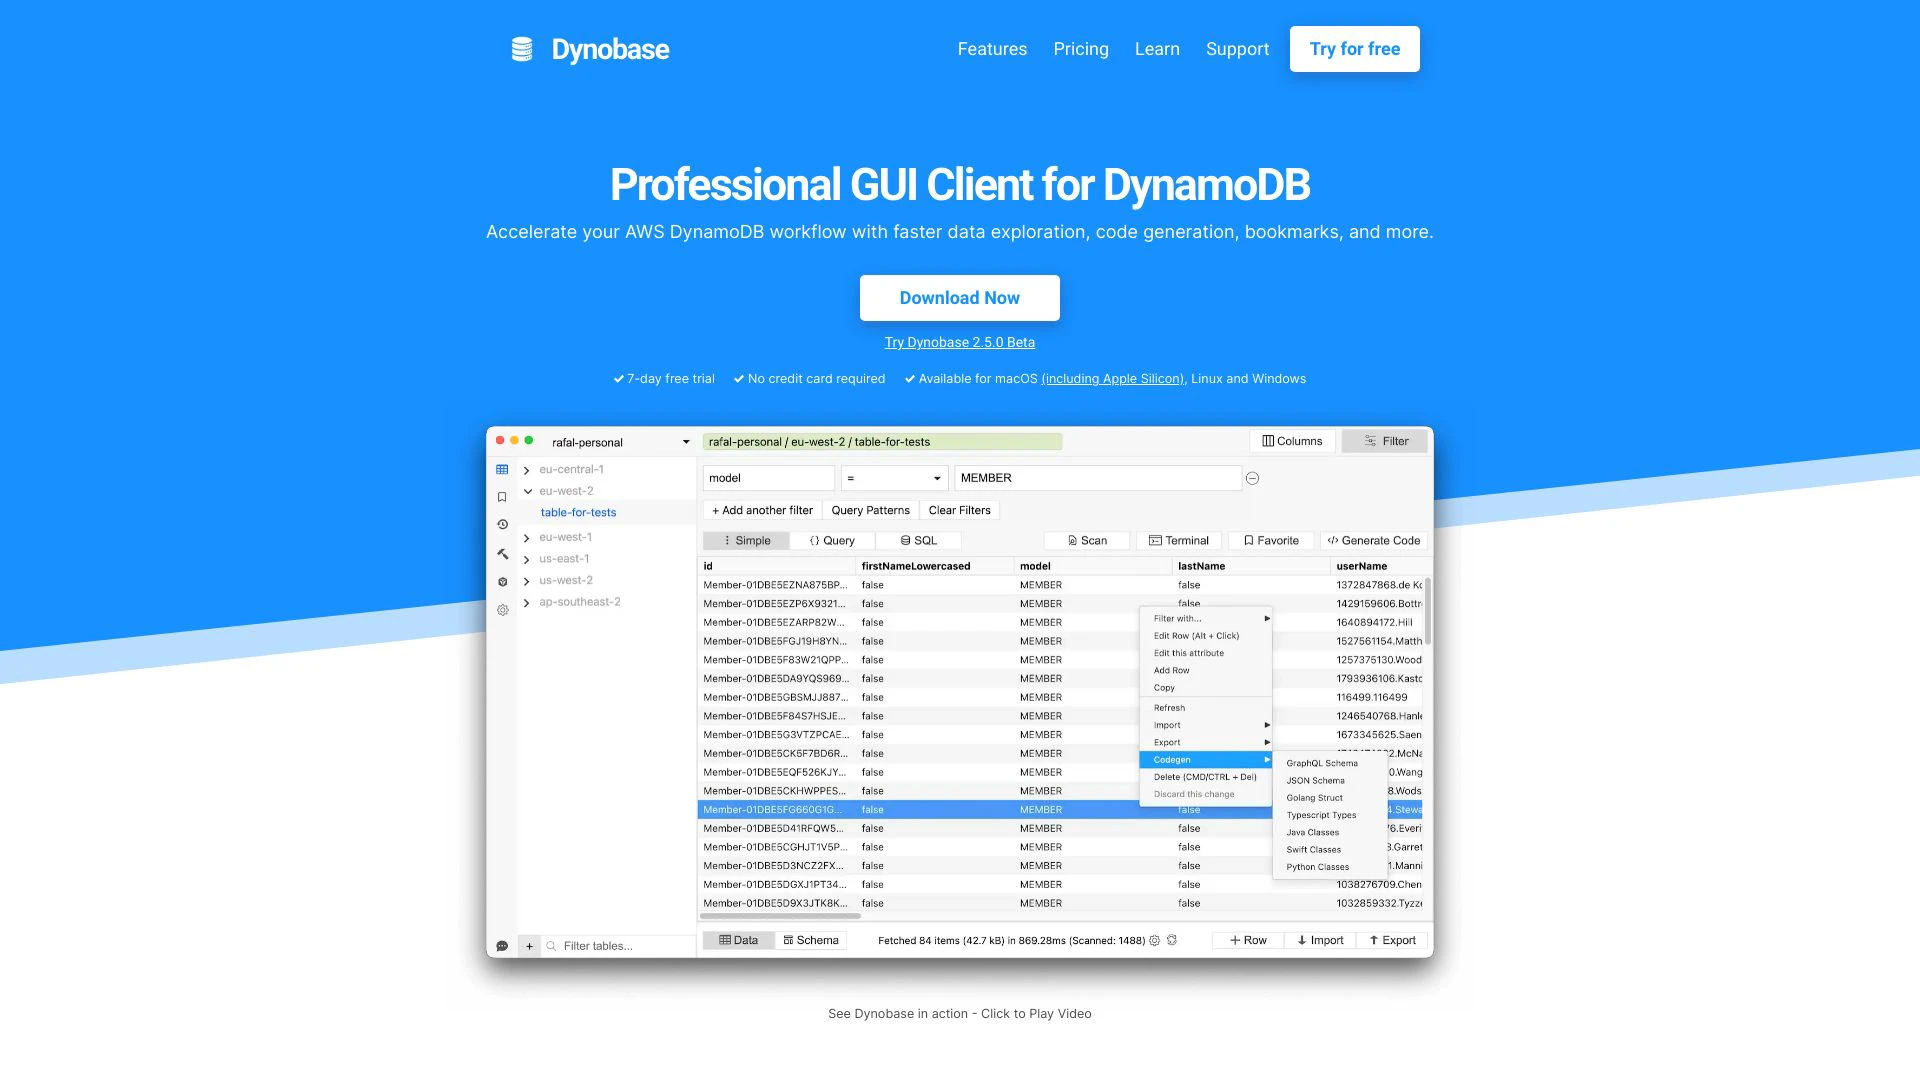 Dynobase
Features Pricing Learn Support Try for free
Professional GUI Client for DynamoDB
Accelerate your AWS DynamoDB workflow with faster data exploration, code generation, bookmarks, and more.
Download Now
Try Dynobase 2.5.0 Beta
7-day free trial No credit card required Available for macOS (including Apple Silicon), Linux and Windows
rafal-personal
rafal-personal / eu-west-2 / table-for-tests
Columns Filter
eu-central-1
eu-west-2
table-for-tests
eu-west-1
us-east-1
us-west-2
ap-southeast-2
+ Filter tables...
model = MEMBER
+ Add another filter Query Patterns Clear Filters
Simple {} Query SQL Scan Terminal Favorite </> Generate Code
id firstNameLowercased model lastName userName
Member-01DBE5EZNA875BP... false MEMBER false 1372847868.de Kc
Member-01DBE5EZP6X9321... false MEMBER false 1429159606.Bottr
Member-01DBE5EZARP82W... false MEMBER 1640894172.Hill
Member-01DBE5FGJ19H8YN... false MEMBER 1527561154.Matth
Member-01DBE5F83W21QPP... false MEMBER 1257375130.Wood
Member-01DBE5DA9YQS969... false MEMBER 1793936106.Kasto
Member-01DBE5GBSMJJ887... false MEMBER 116499.116499
Member-01DBE5F84S7HSJE... false MEMBER 1246540768.Hanle
Member-01DBE5G3VTZPCAE... false MEMBER 1673345625.Saen
Member-01DBE5CK5F7BD6R... false MEMBER 2.McNa
Member-01DBE5EQF526KJY... false MEMBER 0.Wang
Member-01DBE5CKHWPPES... false MEMBER 8.Wods
Member-01DBE5FG660G1G... false MEMBER false 4.Stewa
Member-01DBE5D41RFQW5... false MEMBER false 76.Everi
Member-01DBE5CGHJT1V5P... false MEMBER false 3.Garret
Member-01DBE5D3NCZ2FX... false MEMBER false 1.Manni
Member-01DBE5DGXJ1PT34... false MEMBER false 1038276709.Chen
Member-01DBE5D9X3JTK8K... false MEMBER false 1032859332.Tyzze
Filter with...
Edit Row (Alt + Click)
Edit this attribute
Add Row
Copy
Refresh
Import
Export
Codegen
Delete (CMD/CTRL + Del)
Discard this change
GraphQL Schema
JSON Schema
Golang Struct
Typescript Types
Java Classes
Swift Classes
Python Classes
Data Schema Fetched 84 items (42.7 kB) in 869.28ms (Scanned: 1488) + Row Import Export
See Dynobase in action - Click to Play Video